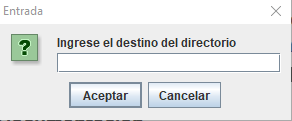 Entrada
Ingrese el destino del directorio
Aceptar
Cancelar